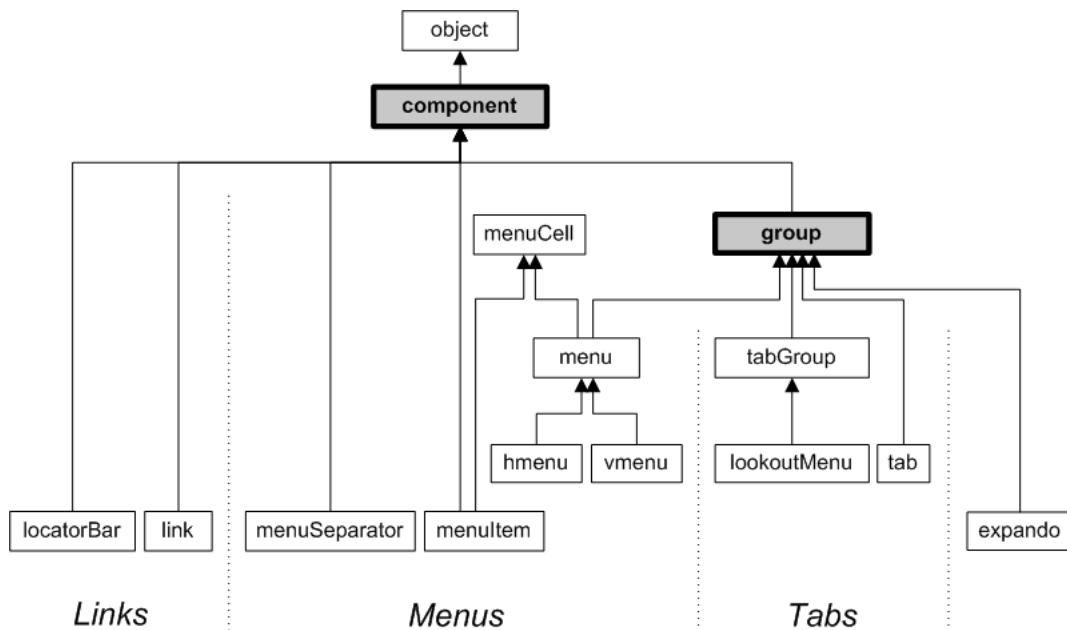 object
component
menuCell
group
menu
tabGroup
hmenu
vmenu
lookoutMenu
tab
locatorBar
link
menuSeparator
menuItem
expando
Links
Menus
Tabs